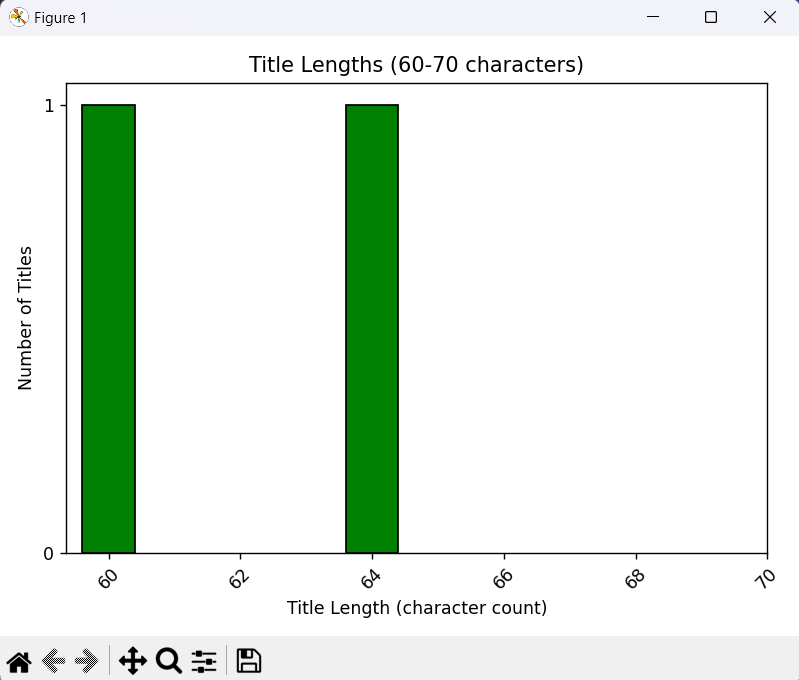 Figure 1
Title Lengths (60-70 characters)
1
0
Number of Titles
60 62 64 66 68 70
Title Length (character count)